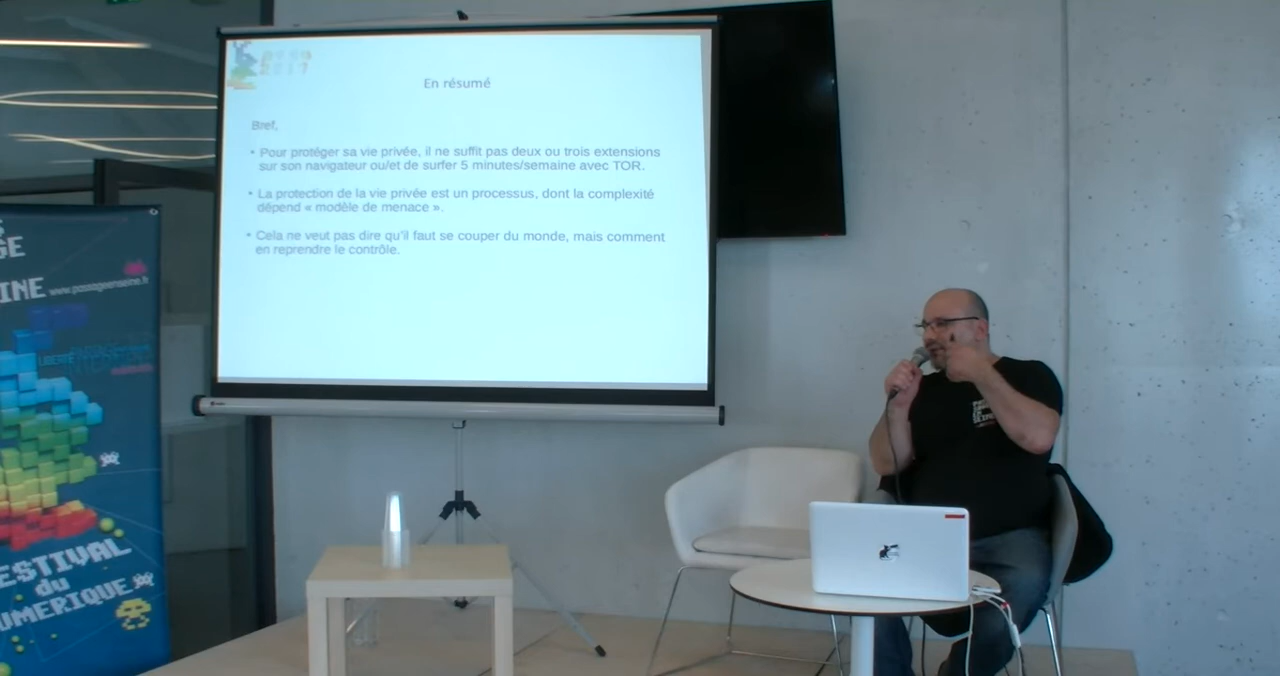 En résumé
Bref,
• Pour protéger sa vie privée, il ne suffit pas deux ou trois extensions
sur son navigateur ou/et de surfer 5 minutes/semaine avec TOR.
• La protection de la vie privée est un processus, dont la complexité
dépend « modèle de menace ».
• Cela ne veut pas dire qu'il faut se couper du monde, mais comment
en reprendre le contrôle.
GE
INE www.passageenseine.fr
ESTIVAL
du
UMERIQUE